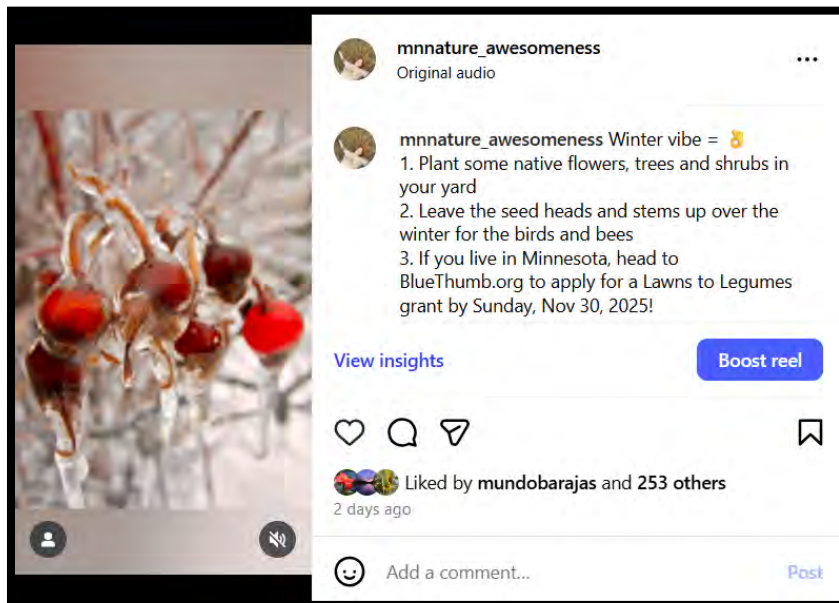 mnnature_awesomeness
Original audio
mnnature_awesomeness Winter vibe = 👌
1. Plant some native flowers, trees and shrubs in
your yard
2. Leave the seed heads and stems up over the
winter for the birds and bees
3. If you live in Minnesota, head to
BlueThumb.org to apply for a Lawns to Legumes
grant by Sunday, Nov 30, 2025!
View insights
Boost reel
Liked by mundobarajas and 253 others
2 days ago
Add a comment...
Post